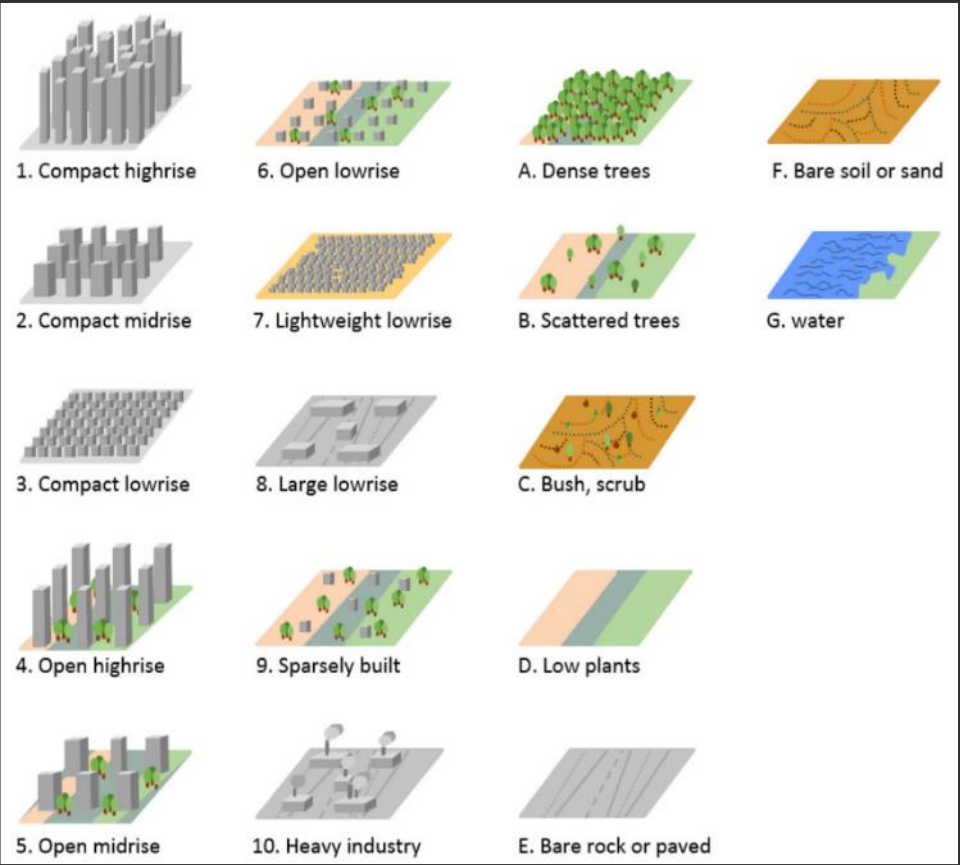 1. Compact highrise
6. Open lowrise
A. Dense trees
F. Bare soil or sand
2. Compact midrise
7. Lightweight lowrise
B. Scattered trees
G. water
3. Compact lowrise
8. Large lowrise
C. Bush, scrub
4. Open highrise
9. Sparsely built
D. Low plants
5. Open midrise
10. Heavy industry
E. Bare rock or paved